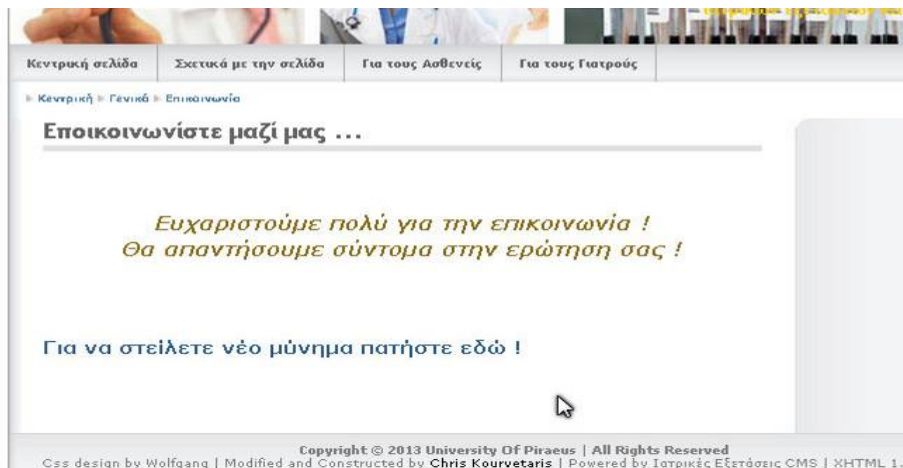 Κεντρική σελίδα Σχετικά με την σελίδα Για τους Ασθενείς Για τους Γιατρούς
Κεντρική Γενικά Επικοινωνία
Εποικοινωνίστε μαζί μας ...
Ευχαριστούμε πολύ για την επικοινωνία !
Θα απαντήσουμε σύντομα στην ερώτηση σας !
Για να στείλετε νέο μύνημα πατήστε εδώ !
Copyright © 2013 University Of Piraeus | All Rights Reserved
Css design by Wolfgang | Modified and Constructed by Chris Kourvetaris | Powered by Ιατρικές Εξετάσεις CMS | XHTML 1.